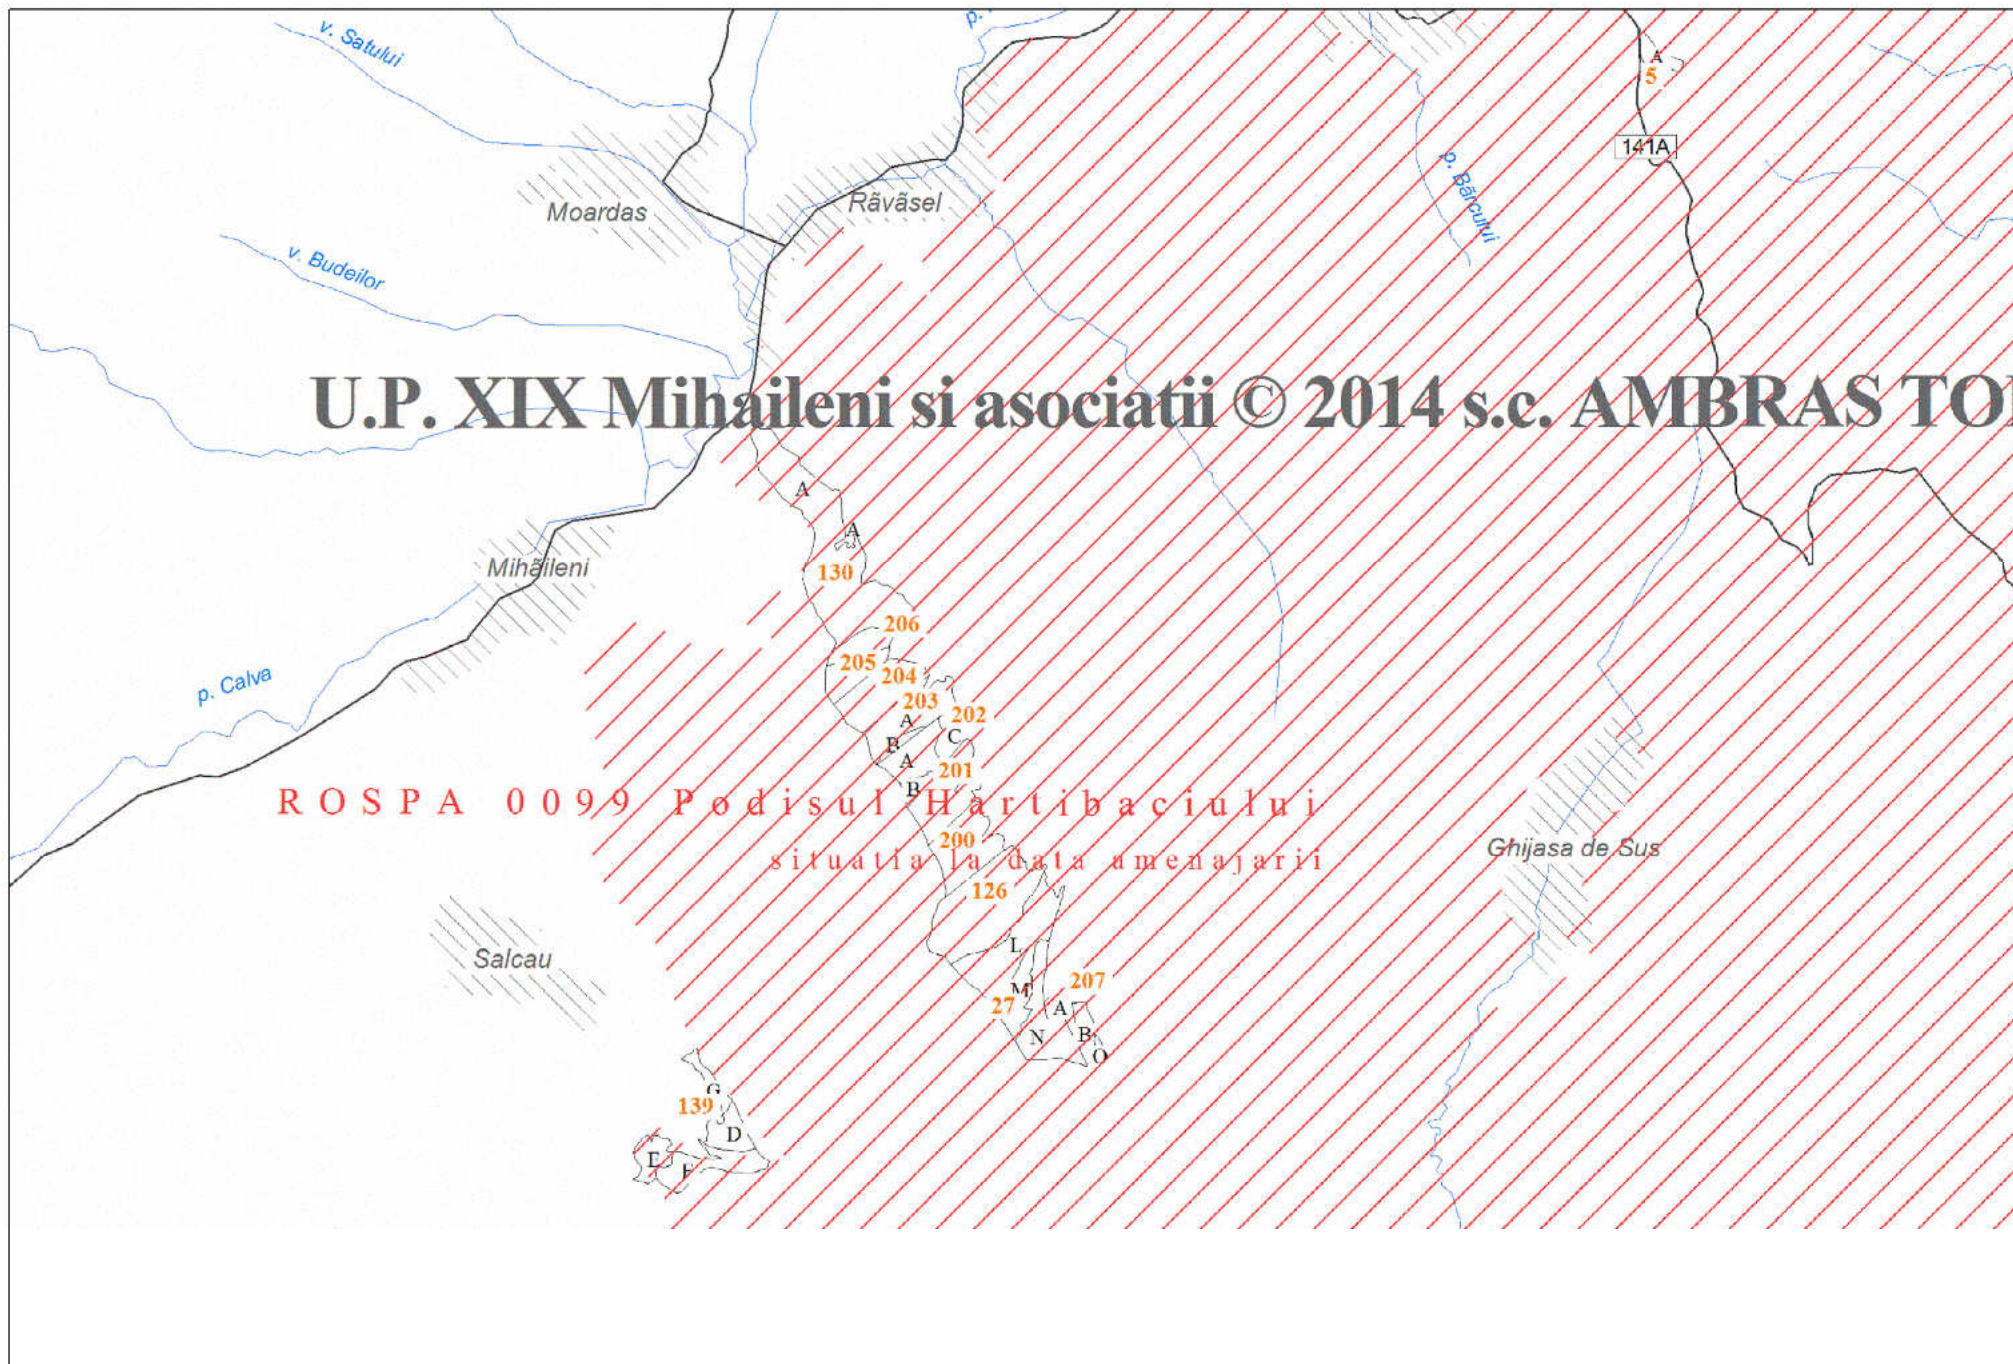 v. Satului
p.
A
5
141A
p. Bărcului
Moardas
Răvăsel
v. Budeilor
U.P. XIX Mihaileni si asociatii © 2014 s.c. AMBRAS TO
A
A
130
Mihăileni
206
205
204
203
202
A
C
B
A
201
B
p. Calva
ROSPA 0099 Podisul Hartibaciului
200
situatia la data amenajarii
Ghijasa de Sus
126
L
Salcau
207
M
27
A
N
B
O
G
139
D
E
F